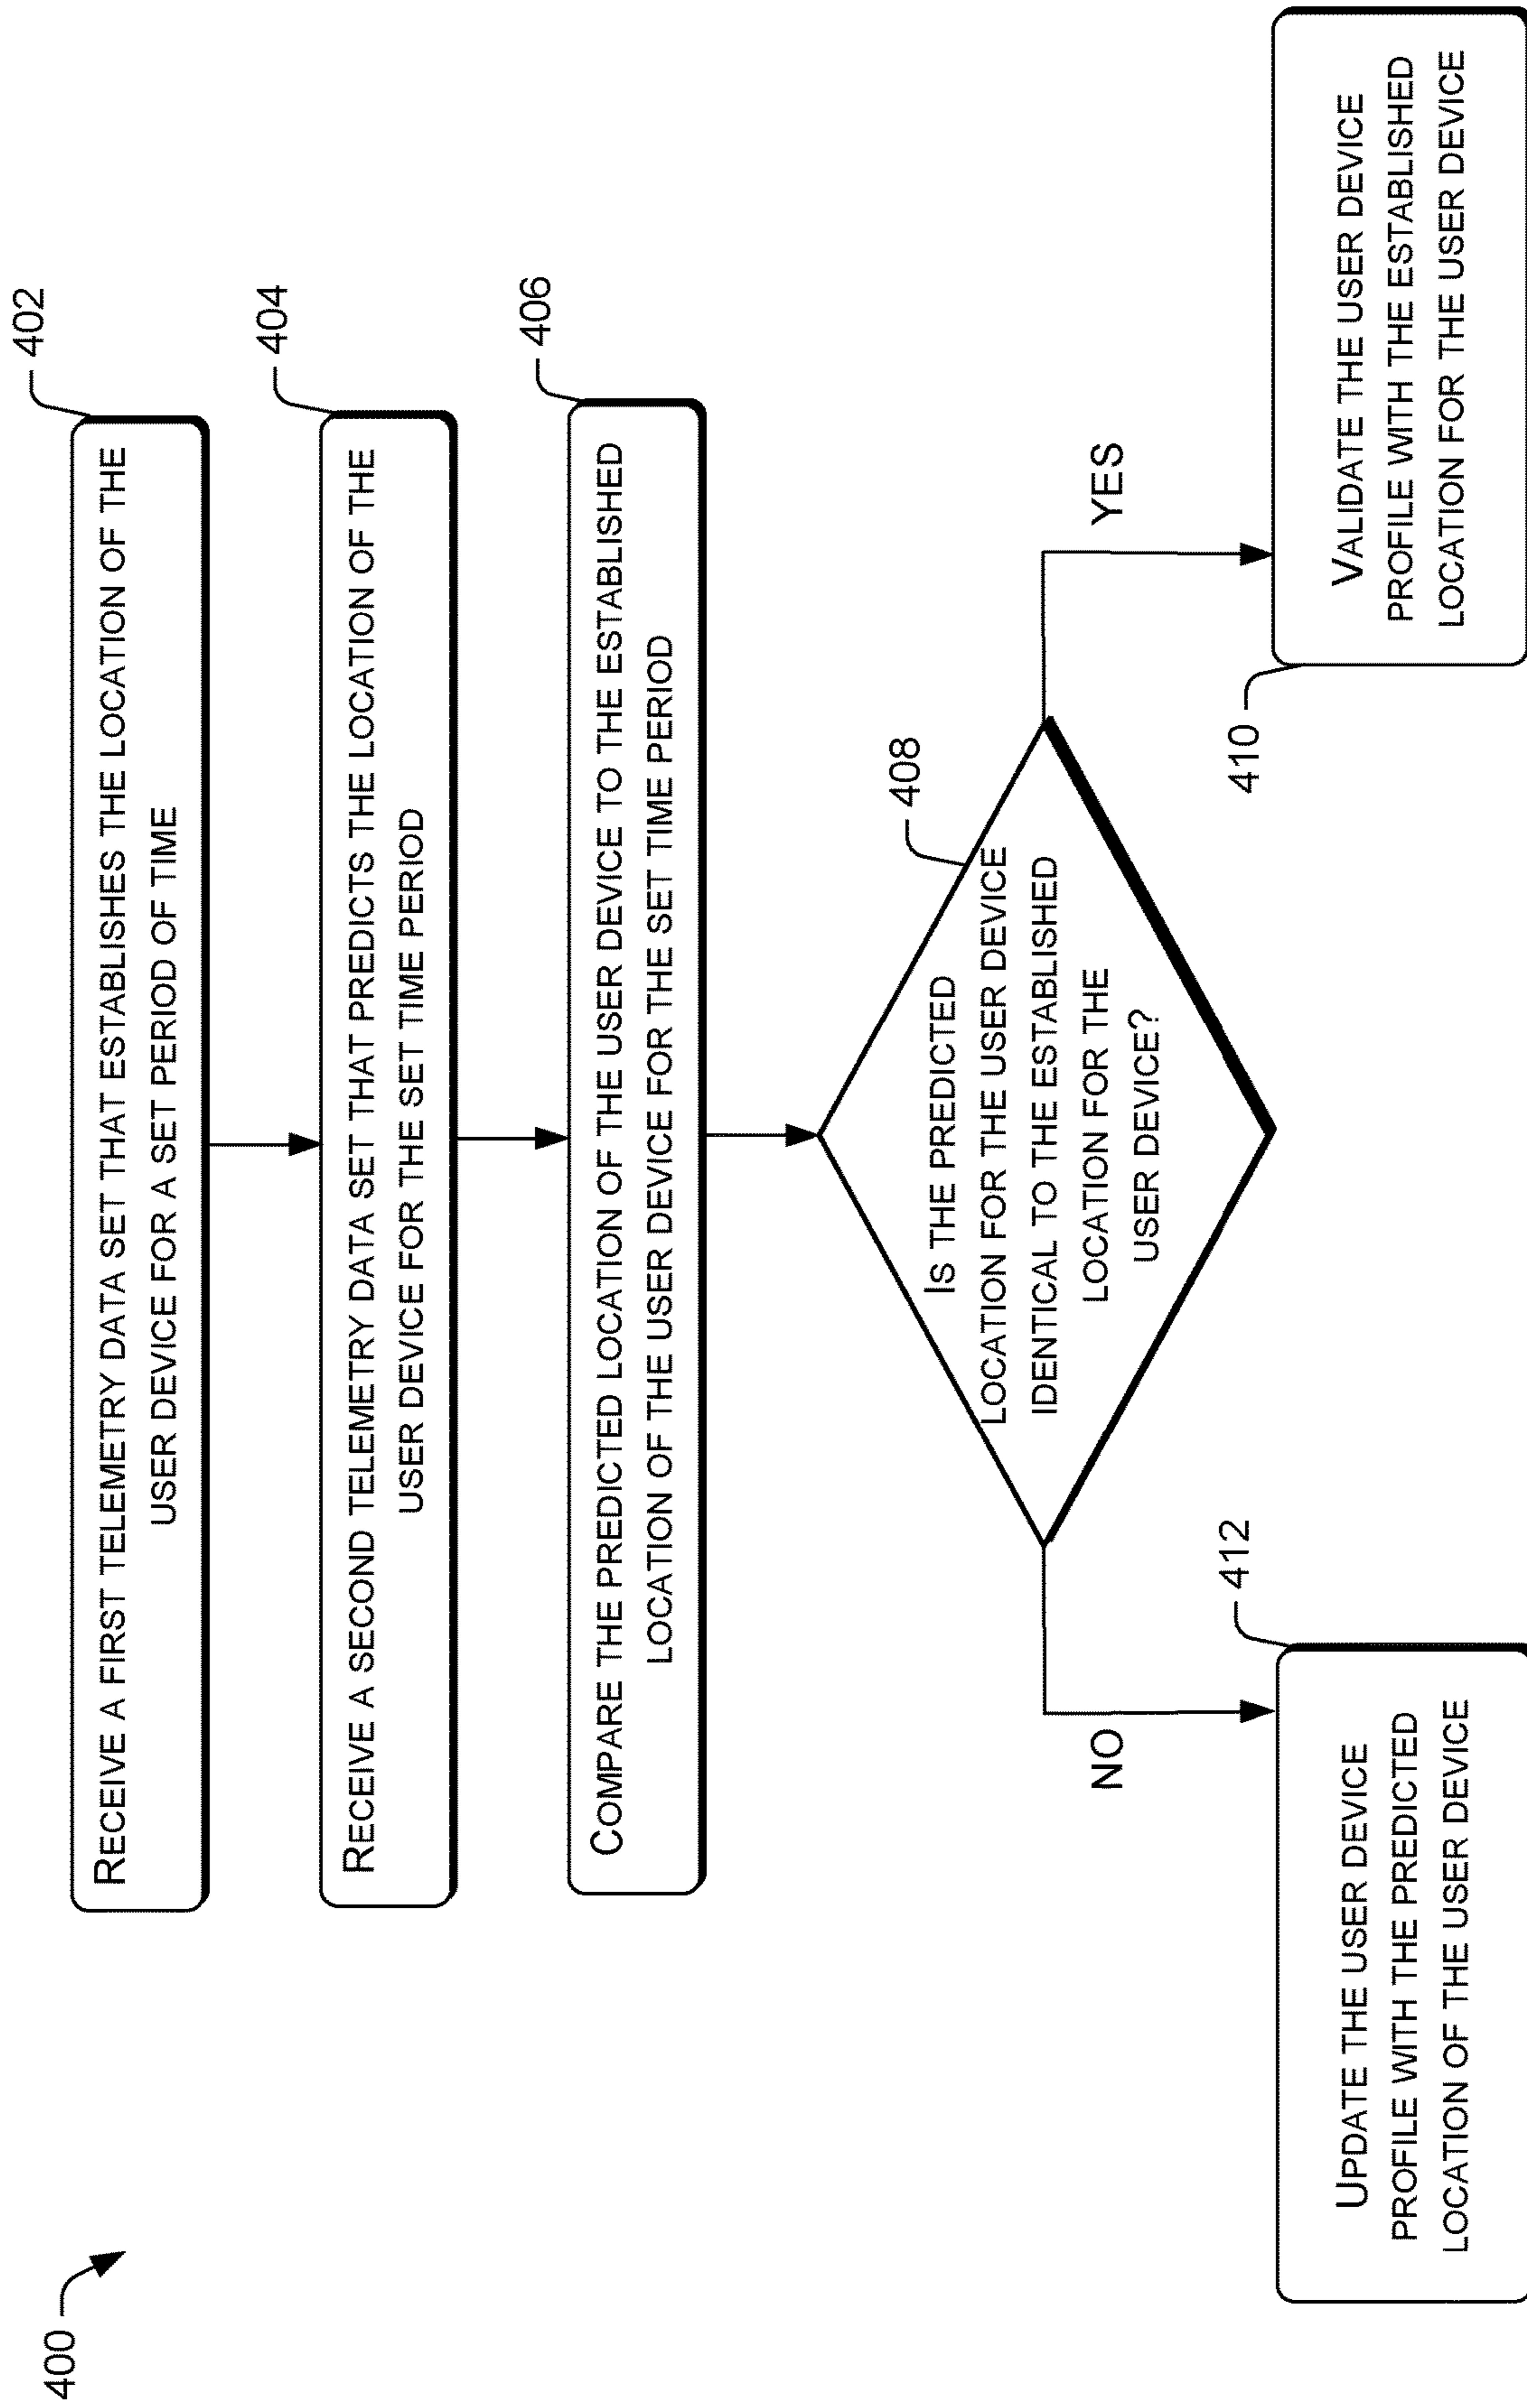 400
402
RECEIVE A FIRST TELEMETRY DATA SET THAT ESTABLISHES THE LOCATION OF THE
USER DEVICE FOR A SET PERIOD OF TIME
404
RECEIVE A SECOND TELEMETRY DATA SET THAT PREDICTS THE LOCATION OF THE
USER DEVICE FOR THE SET TIME PERIOD
406
COMPARE THE PREDICTED LOCATION OF THE USER DEVICE TO THE ESTABLISHED
LOCATION OF THE USER DEVICE FOR THE SET TIME PERIOD
408
IS THE PREDICTED
LOCATION FOR THE USER DEVICE
IDENTICAL TO THE ESTABLISHED
LOCATION FOR THE
USER DEVICE?
NO
YES
412
UPDATE THE USER DEVICE
PROFILE WITH THE PREDICTED
LOCATION OF THE USER DEVICE
410
VALIDATE THE USER DEVICE
PROFILE WITH THE ESTABLISHED
LOCATION FOR THE USER DEVICE